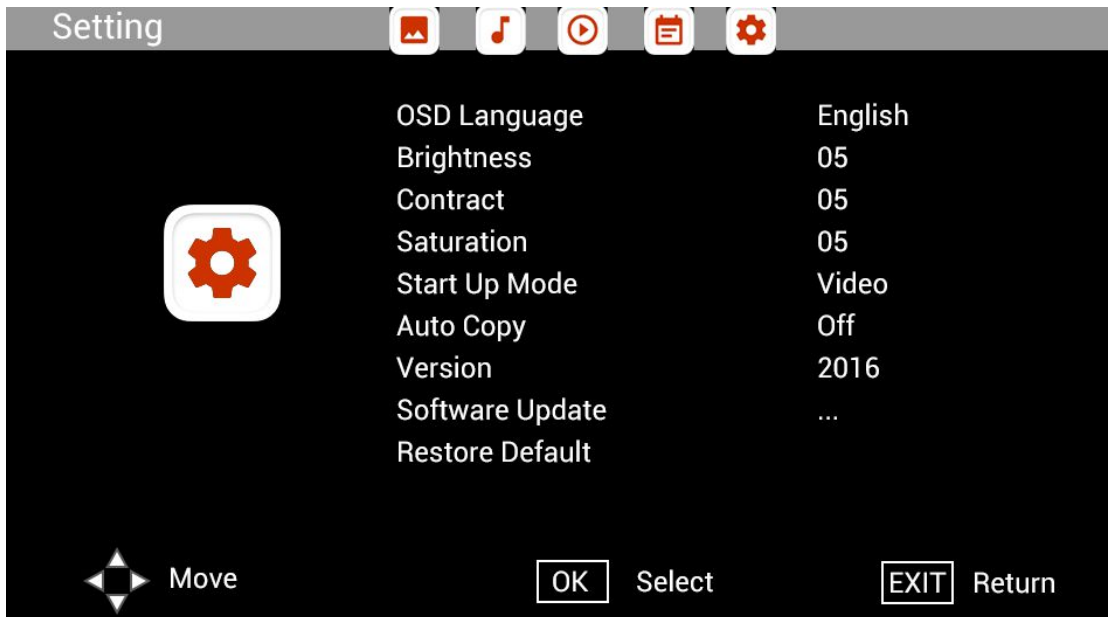 Setting
OSD Language English
Brightness 05
Contract 05
Saturation 05
Start Up Mode Video
Auto Copy Off
Version 2016
Software Update ...
Restore Default
Move OK Select EXIT Return